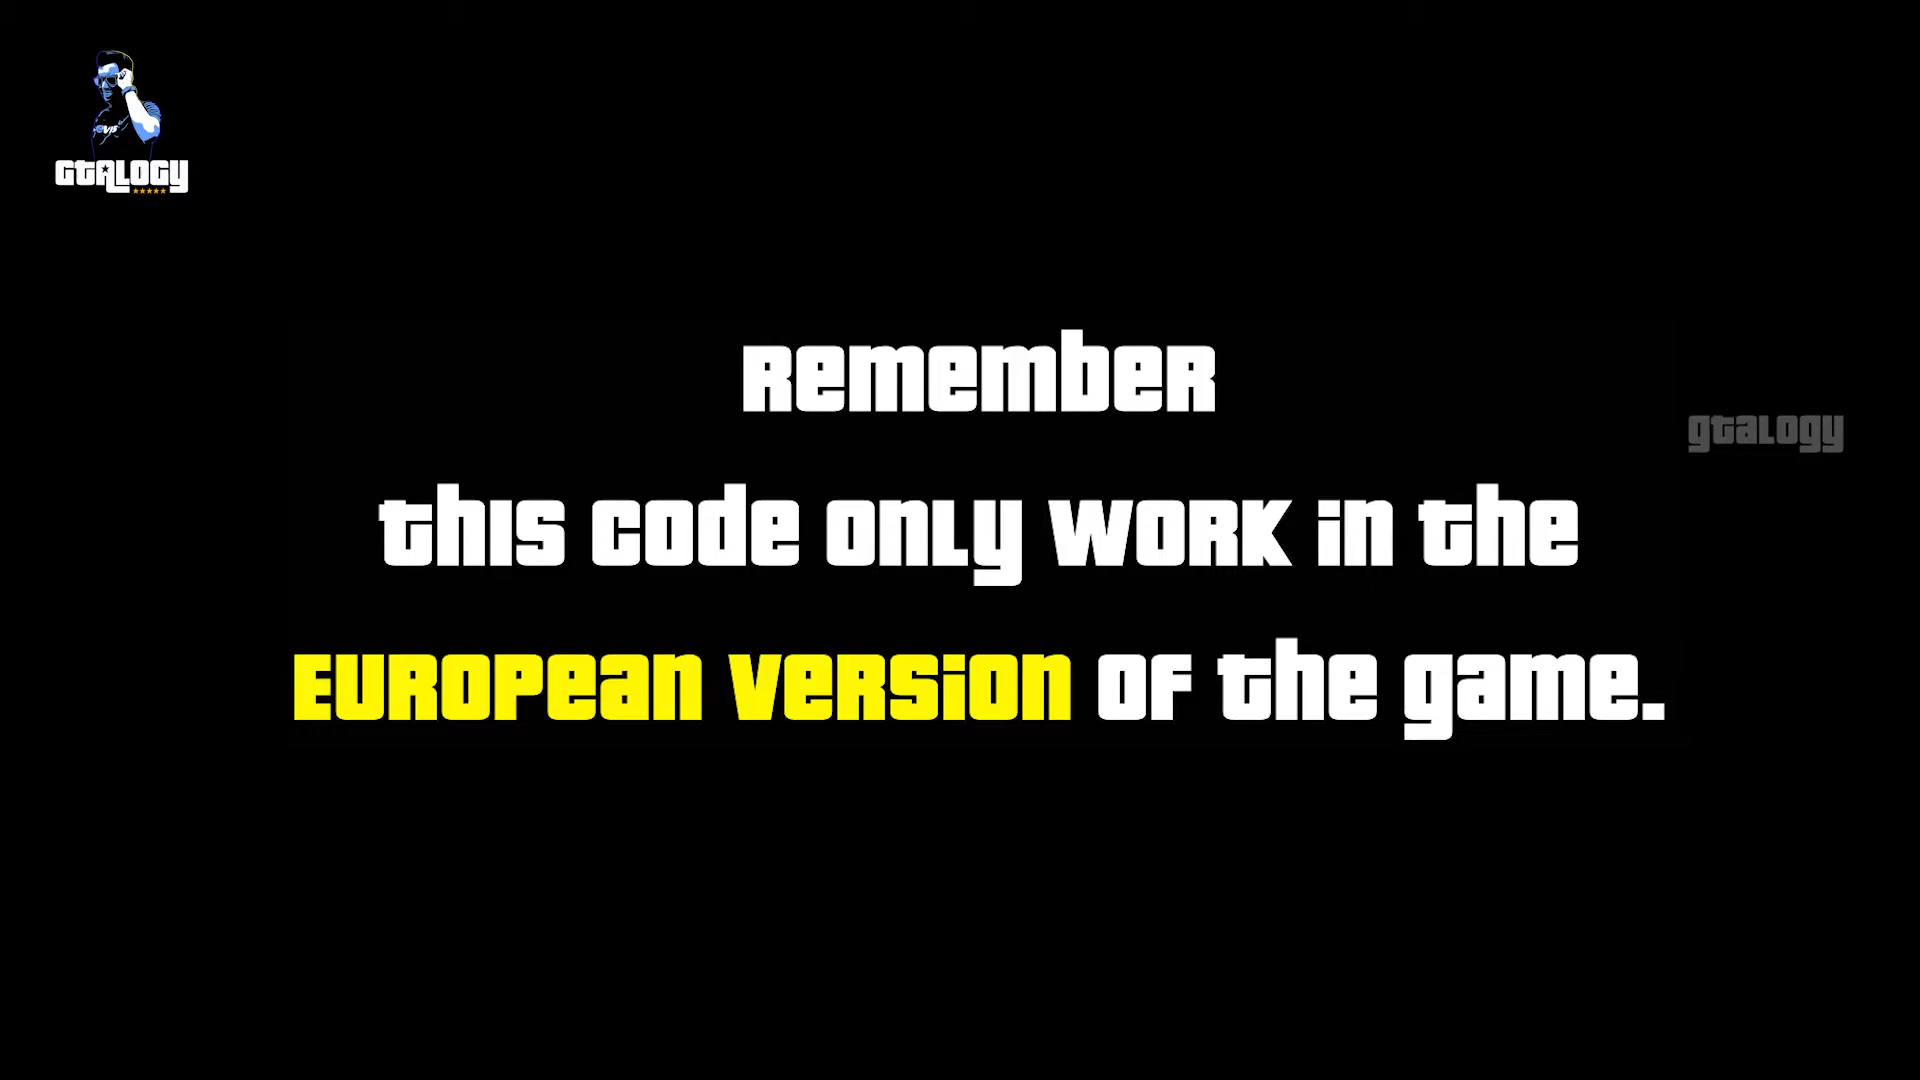 GTALOGY
Remember
gtalogy
this code only work in the
European version of the game.